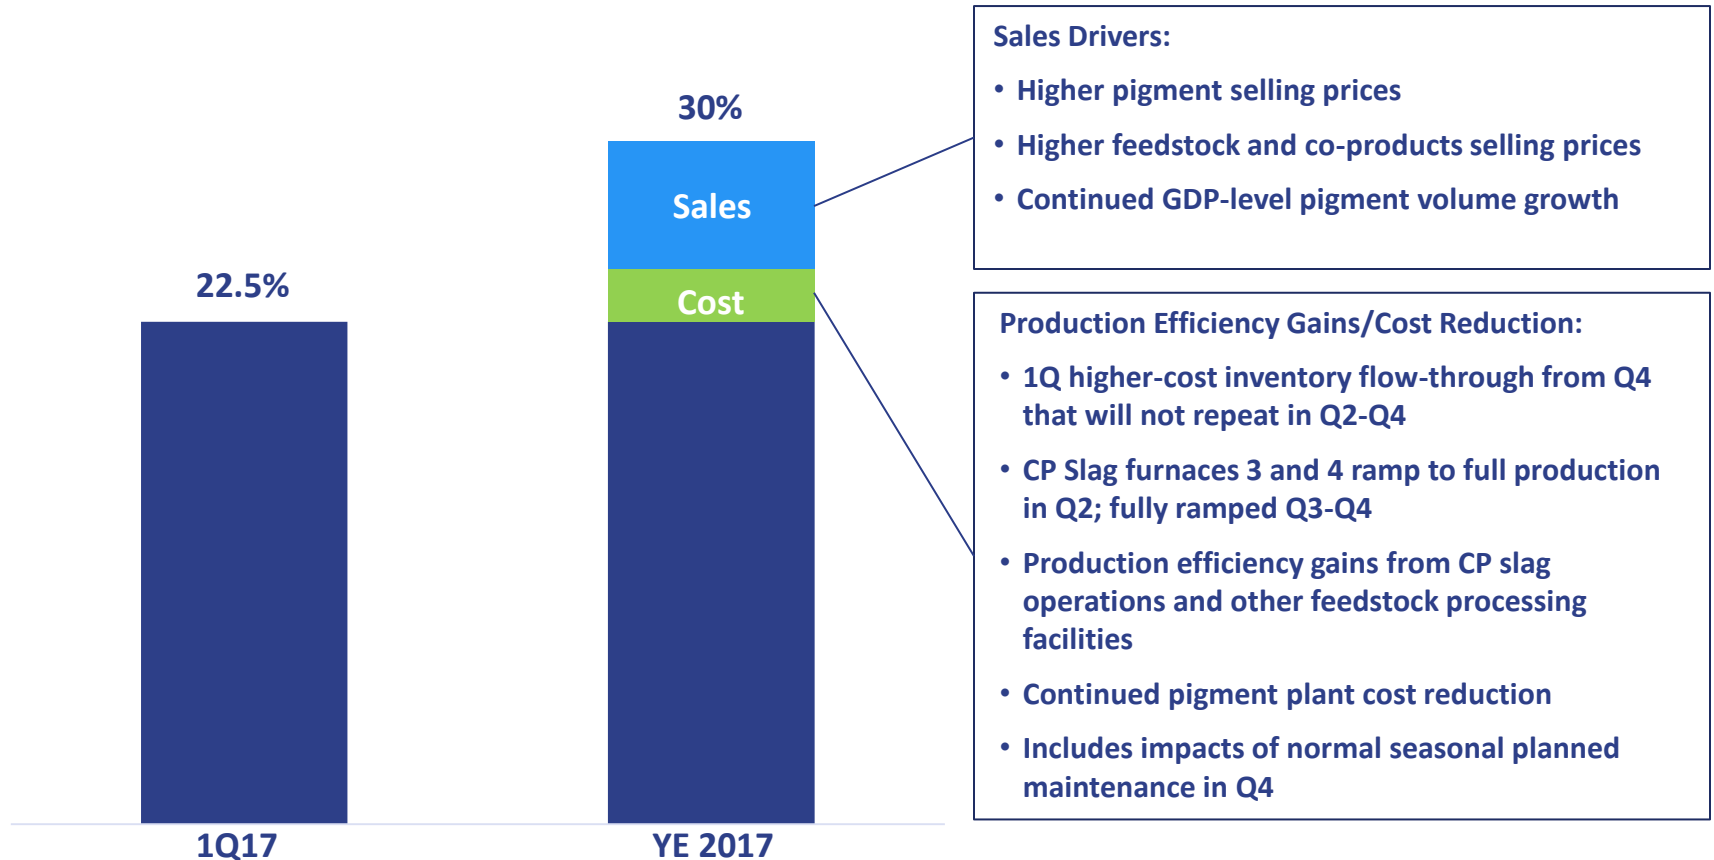 22.5%
1Q17
30%
Sales
Cost
YE 2017
Sales Drivers:
• Higher pigment selling prices
• Higher feedstock and co-products selling prices
• Continued GDP-level pigment volume growth
Production Efficiency Gains/Cost Reduction:
• 1Q higher-cost inventory flow-through from Q4
that will not repeat in Q2-Q4
• CP Slag furnaces 3 and 4 ramp to full production
in Q2; fully ramped Q3-Q4
• Production efficiency gains from CP slag
operations and other feedstock processing
facilities
• Continued pigment plant cost reduction
• Includes impacts of normal seasonal planned
maintenance in Q4